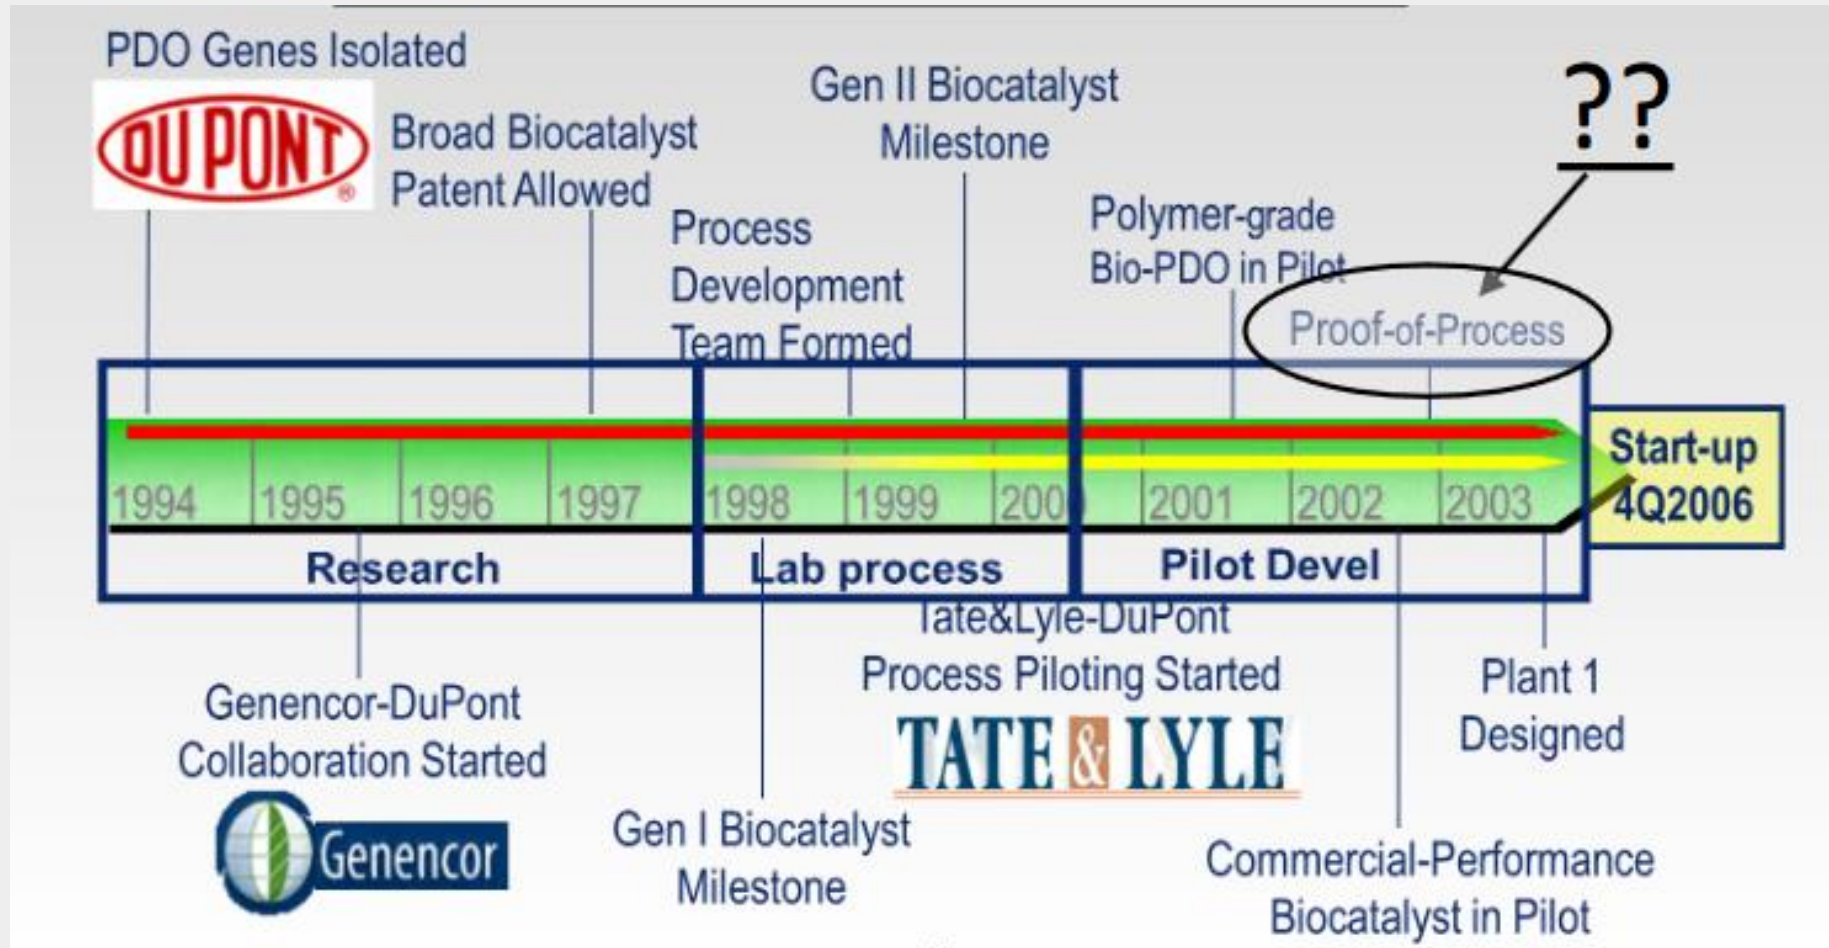 PDO Genes Isolated
DU PONT
®
Broad Biocatalyst
Patent Allowed
Process
Development
Team Formed
Gen II Biocatalyst
Milestone
Polymer-grade
Bio-PDO in Pilot
??
Proof-of-Process
1994 1995 1996 1997 1998 1999 200 2001 2002 2003
Start-up
4Q2006
Research Lab process Pilot Devel
Genencor-DuPont
Collaboration Started
Genencor
Gen I Biocatalyst
Milestone
Tate&Lyle-DuPont
Process Piloting Started
TATE & LYLE
Commercial-Performance
Biocatalyst in Pilot
Plant 1
Designed